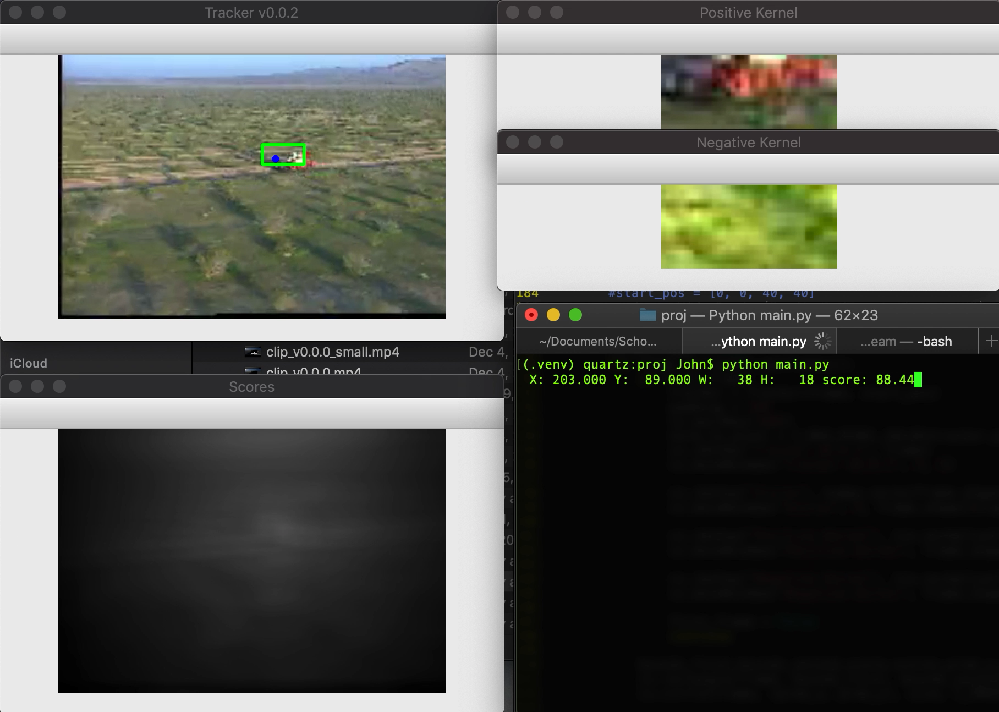 Tracker v0.0.2
Positive Kernel
Negative Kernel
184 #start_pos = [0, 0, 40, 40]
proj — Python main.py — 62×23
~/Documents/Scho... ...ython main.py ...eam — -bash
[(.venv) quartz:proj John$ python main.py
X: 203.000 Y: 89.000 W: 38 H: 18 score: 88.44
clip_v0.0.0_small.mp4 Dec 4,
iCloud
clip_v0.0.0.mp4 Dec 4,
Scores